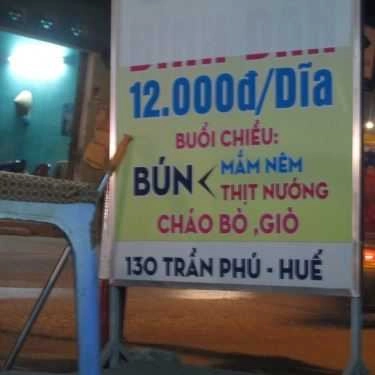 12.000đ/Dĩa
BUỔI CHIỀU:
BÚN < MẮM NÊM
THỊT NƯỚNG
CHÁO BÒ ,GIÒ
130 TRẦN PHÚ - HUẾ